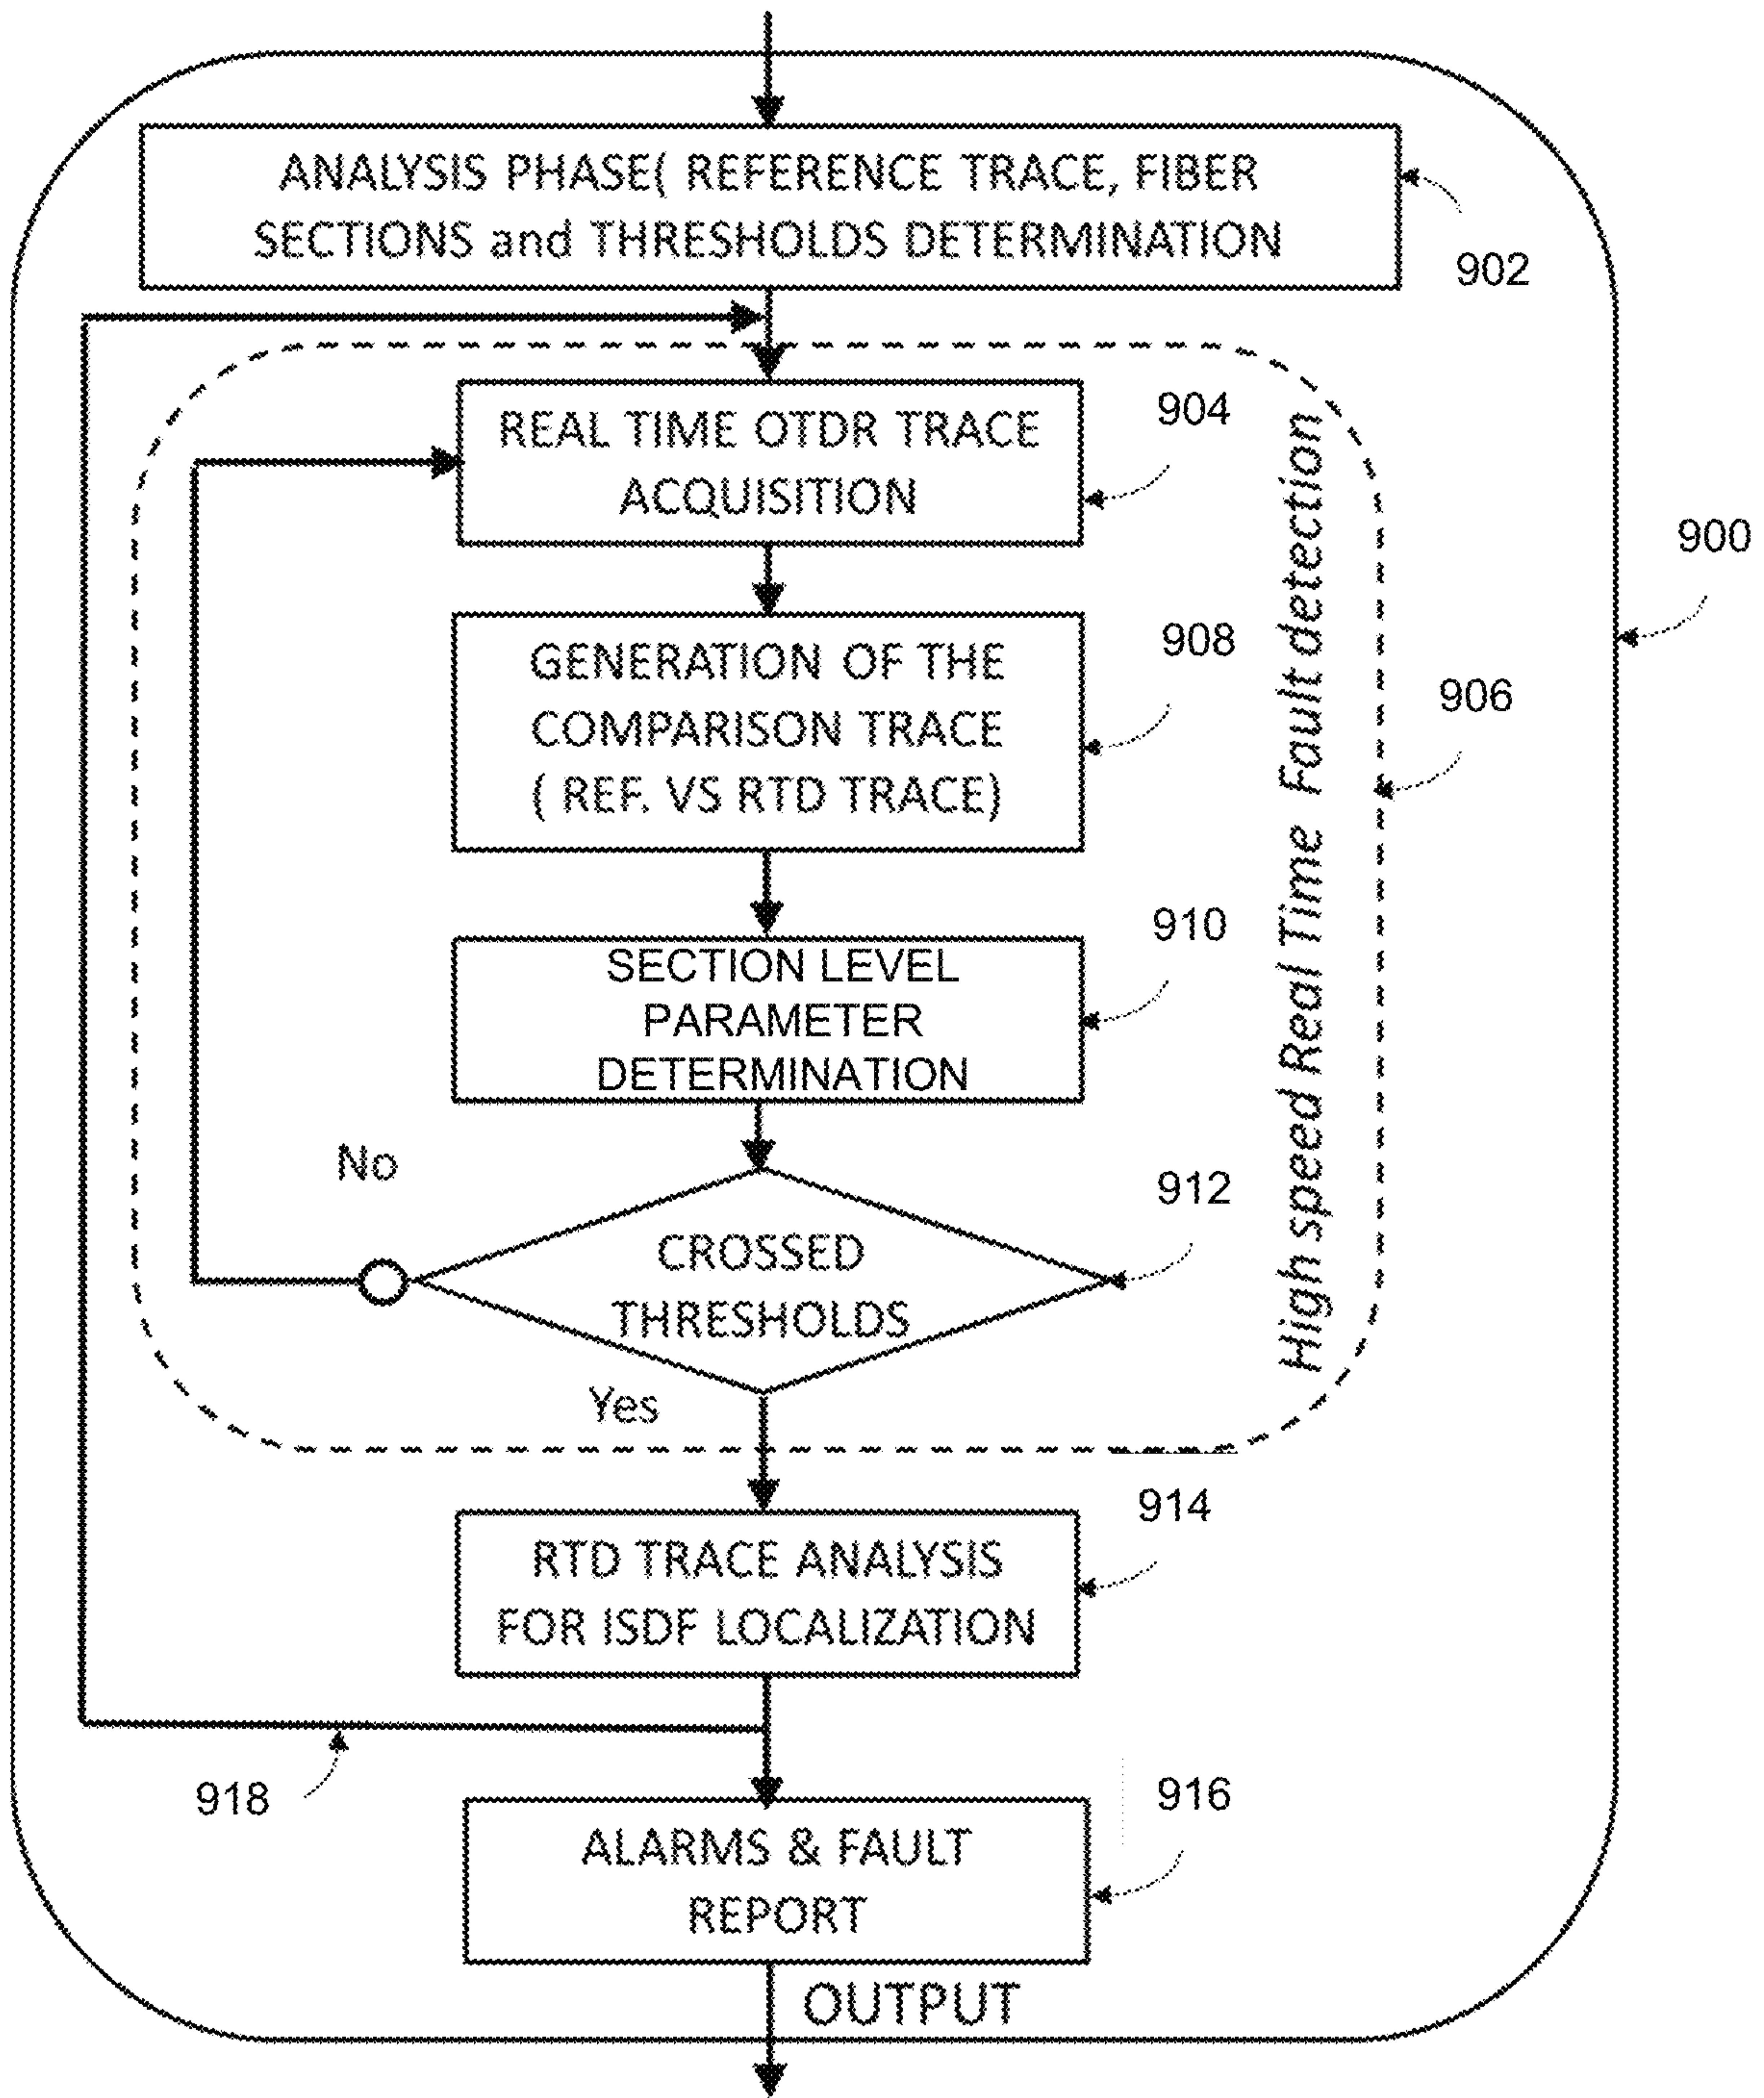 ANALYSIS PHASE( REFERENCE TRACE, FIBER
SECTIONS and THRESHOLDS DETERMINATION
902
REAL TIME OTDR TRACE
ACQUISITION
904
High speed Real Time Fault detection
900
GENERATION OF THE
COMPARISON TRACE
( REF. VS RTD TRACE)
908
906
SECTION LEVEL
PARAMETER
DETERMINATION
910
No
CROSSED
THRESHOLDS
912
Yes
RTD TRACE ANALYSIS
FOR ISDF LOCALIZATION
914
918
ALARMS & FAULT
REPORT
916
OUTPUT